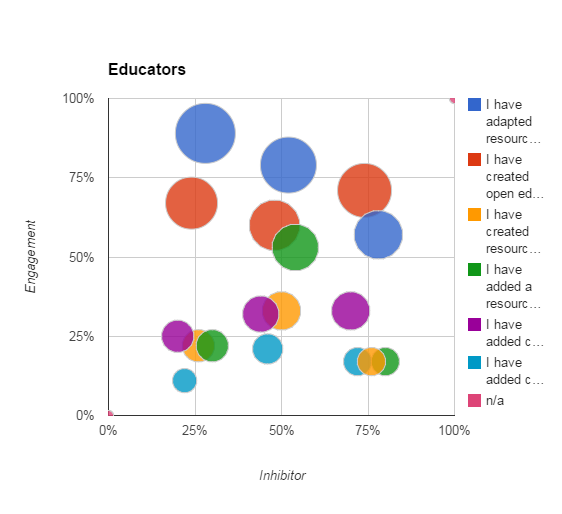 Educators
100%
75%
50%
25%
0%
0%
25%
50%
75%
100%
Engagement
Inhibitor
I have
adapted
resourc…
I have
created
open ed…
I have
created
resourc…
I have
added a
resourc…
I have
added c…
I have
added c…
n/a